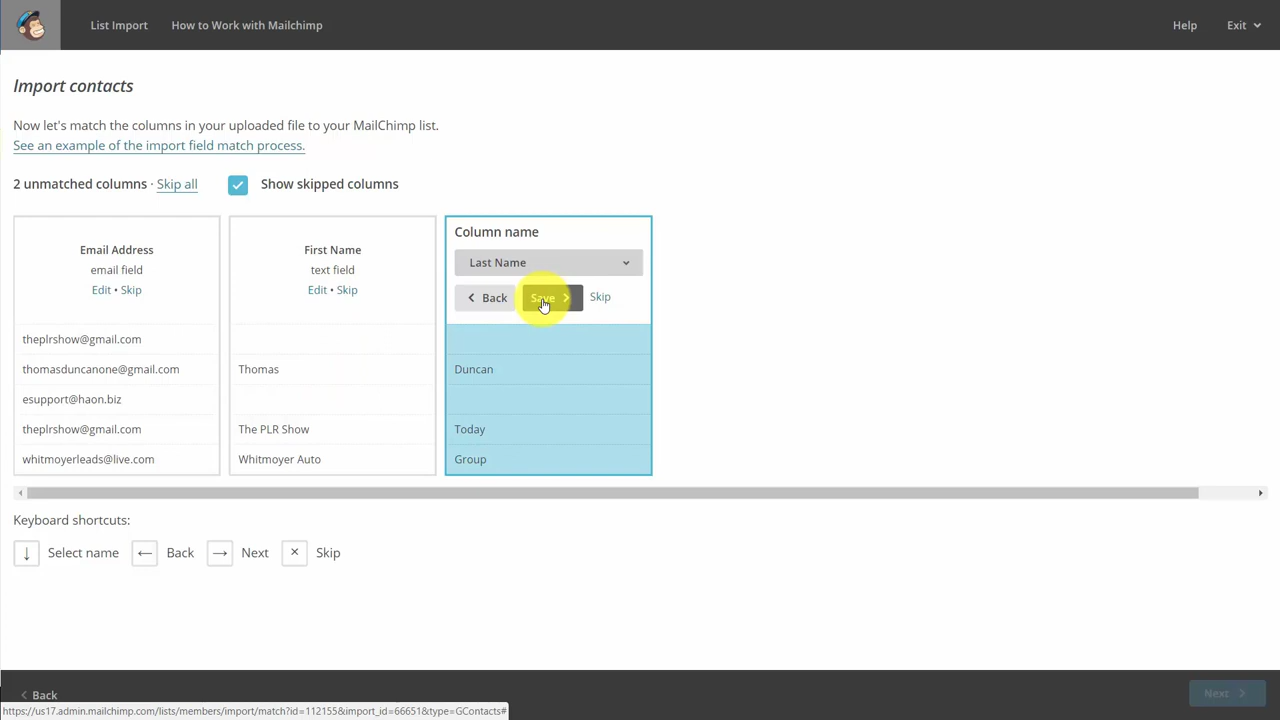 List Import How to Work with Mailchimp Help Exit
Import contacts
Now let's match the columns in your uploaded file to your MailChimp list.
See an example of the import field match process.
2 unmatched columns · Skip all Show skipped columns
Email Address
email field
Edit • Skip
theplrshow@gmail.com
thomasduncanone@gmail.com
esupport@haon.biz
theplrshow@gmail.com
whitmoyerleads@live.com
First Name
text field
Edit • Skip
Thomas
The PLR Show
Whitmoyer Auto
Column name
Last Name
Back Save Skip
Duncan
Today
Group
Keyboard shortcuts:
↓ Select name ← Back → Next × Skip
Back Next
https://us17.admin.mailchimp.com/lists/members/import/match?id=112155&import_id=66651&type=GContacts#